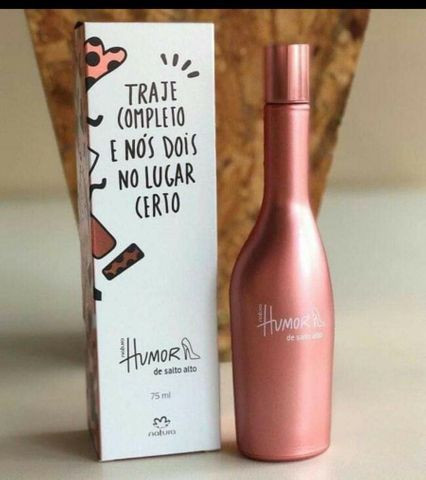 TRAJE
COMPLETO
E NÓS DOIS
NO LUGAR
CERTO
natura
HUMOR
de salto alto
75 ml
natura
natura
HUMOR
de salto alto